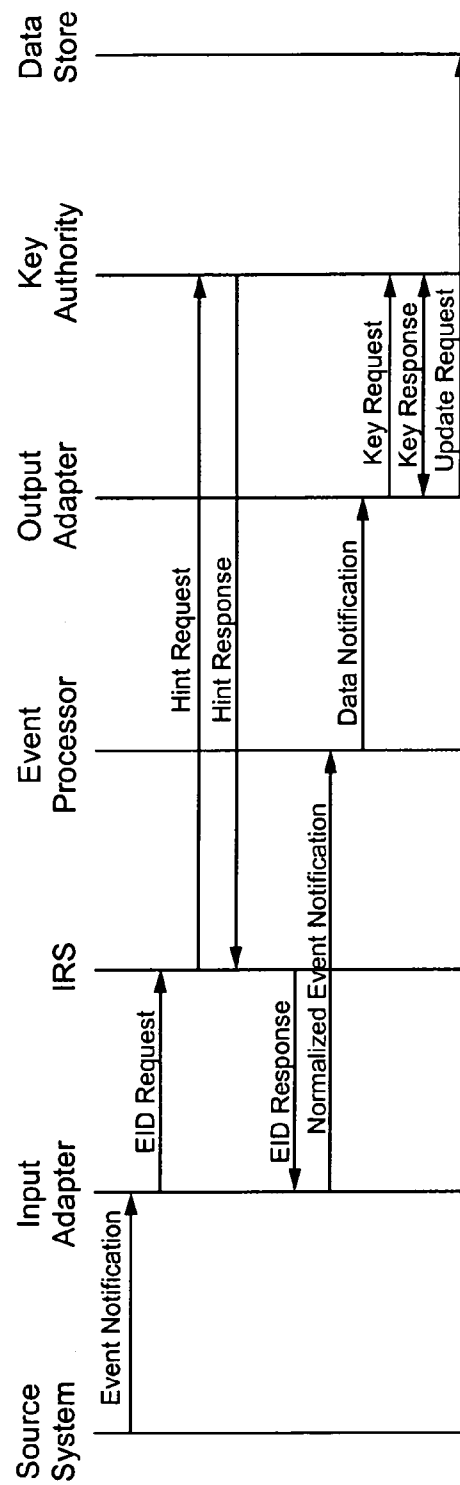 Source
System
Input
Adapter
IRS
Event
Processor
Output
Adapter
Key
Authority
Data
Store
Event Notification
EID Request
Hint Request
Hint Response
EID Response
Normalized Event Notification
Data Notification
Key Request
Key Response
Update Request